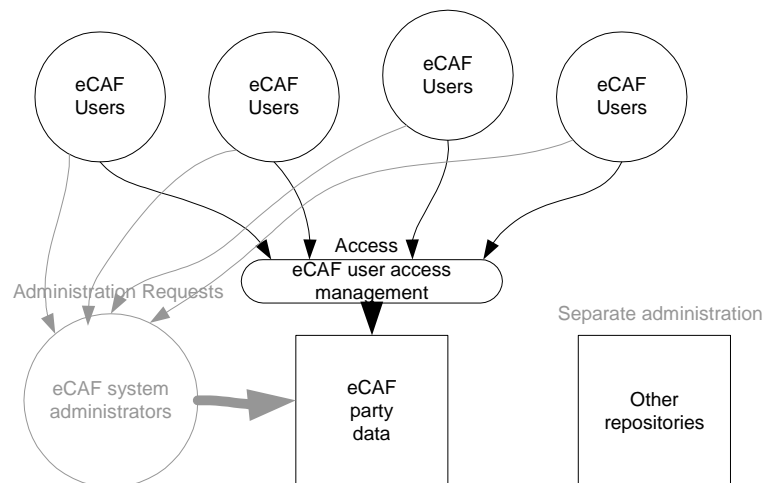 eCAF
Users
eCAF
Users
eCAF
Users
eCAF
Users
Access
eCAF user access
management
Administration Requests
Separate administration
eCAF system
administrators
eCAF
party
data
Other
repositories